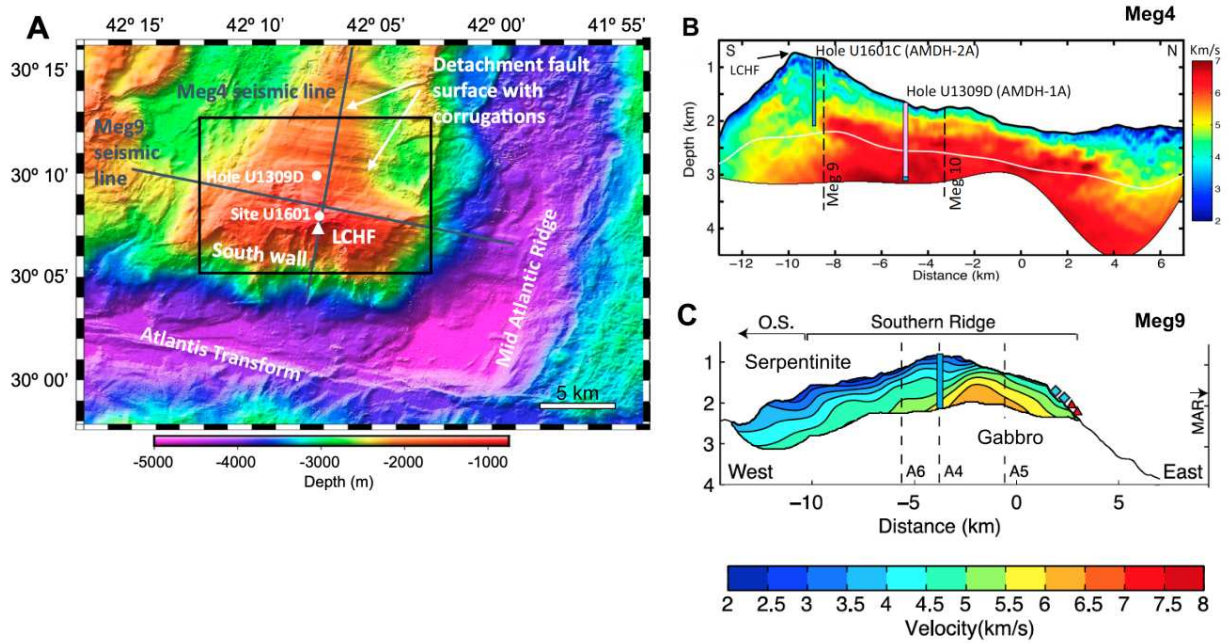 A
42º 15'
42º 10'
42º 05'
42º 00'
41º 55'
30º 15'
30º 10'
30º 05'
30º 00'
Meg4 seismic line
Detachment fault
surface with
corrugations
Meg9
seismic
line
Hole U1309D
Site U1601
LCHF
South wall
Atlantis Transform
Mid Atlantic Ridge
5 km
-5000
-4000
-3000
-2000
-1000
Depth (m)
B
Meg4
S
N
LCHF
Hole U1601C (AMDH-2A)
Hole U1309D (AMDH-1A)
Meg 9
Meg 10
Depth (km)
1
2
3
4
−12
−10
−8
−6
−4
−2
0
2
4
6
Distance (km)
Km/s
7
6
5
4
3
2
C
Meg9
O.S.
Southern Ridge
Serpentinite
Gabbro
West
East
MAR
A6
A4
A5
1
2
3
4
−10
−5
0
5
Distance (km)
2 2.5 3 3.5 4 4.5 5 5.5 6 6.5 7 7.5 8
Velocity(km/s)